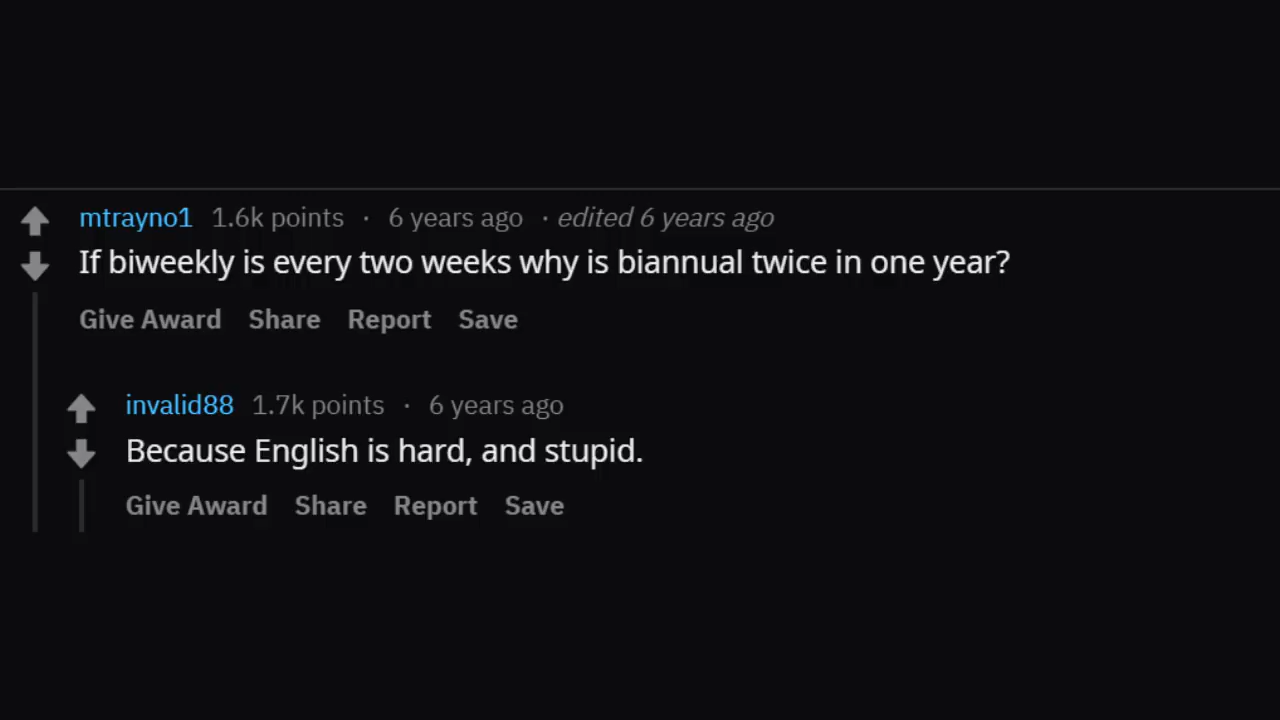 mtrayno1 1.6k points · 6 years ago · edited 6 years ago
If biweekly is every two weeks why is biannual twice in one year?
Give Award Share Report Save
invalid88 1.7k points · 6 years ago
Because English is hard, and stupid.
Give Award Share Report Save